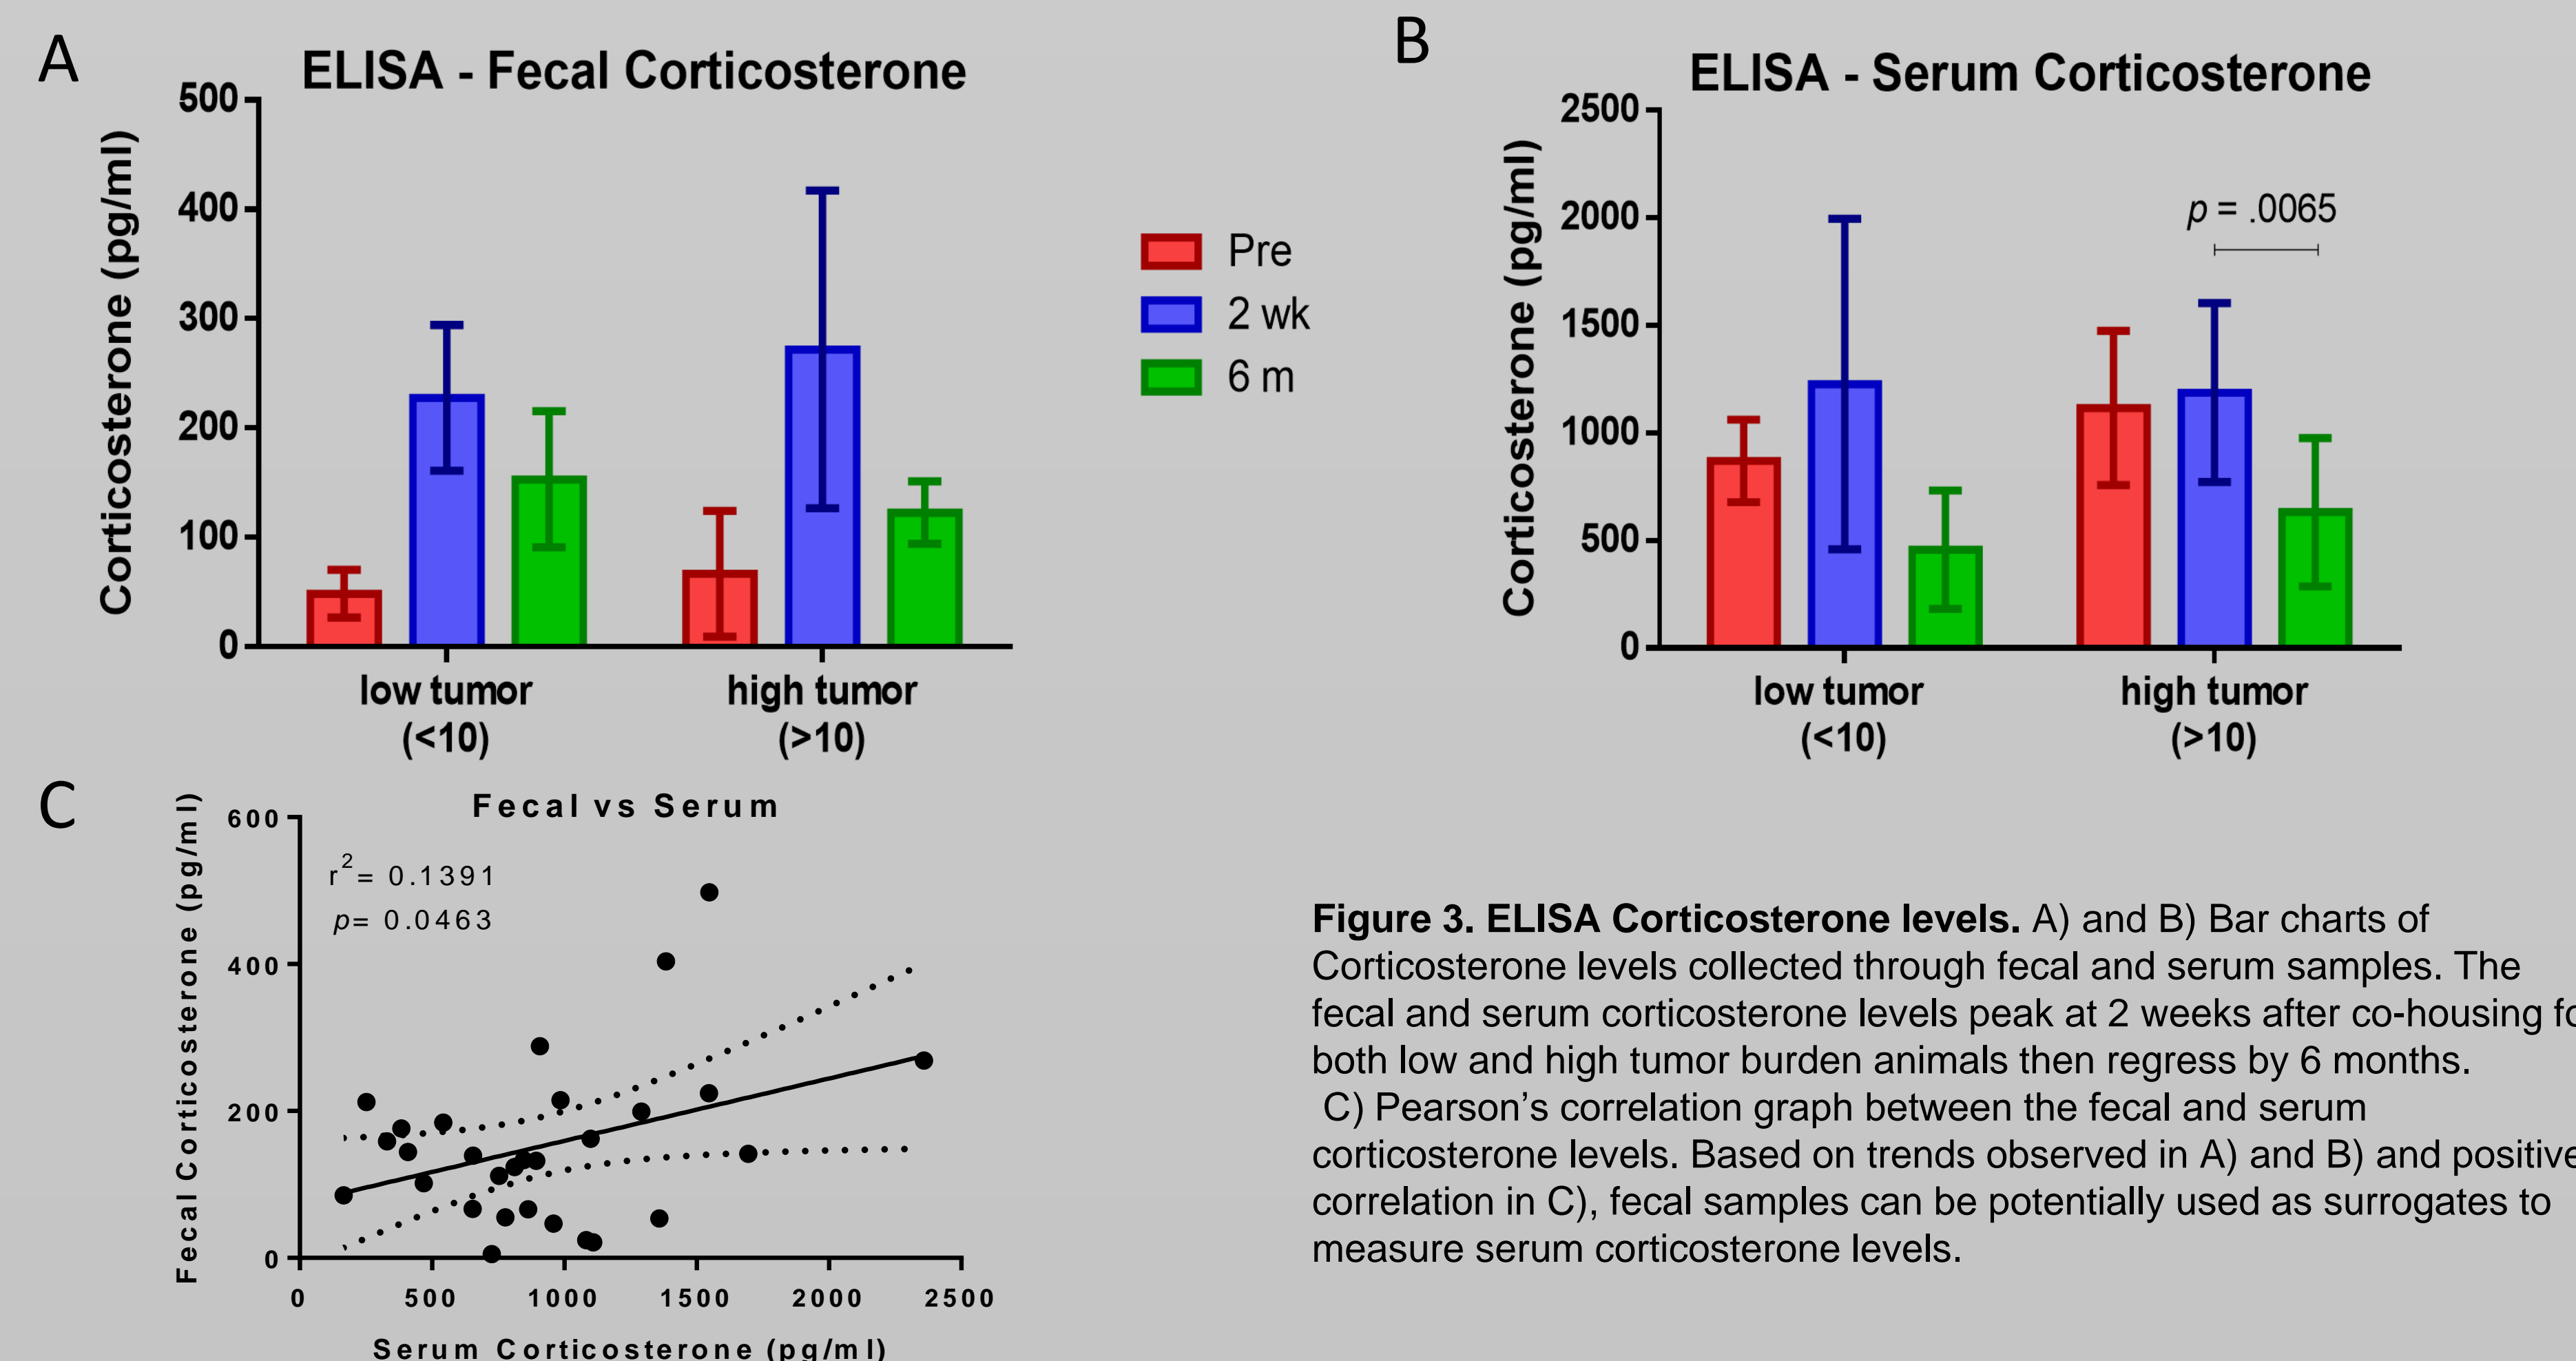 A
ELISA - Fecal Corticosterone
Corticosterone (pg/ml)
500
400
300
200
100
0
low tumor
(<10)
high tumor
(>10)
Pre
2 wk
6 m
B
ELISA - Serum Corticosterone
Corticosterone (pg/ml)
2500
2000
1500
1000
500
0
p = .0065
low tumor
(<10)
high tumor
(>10)
C
Fecal vs Serum
Fecal Corticosterone (pg/ml)
600
400
200
0
r2= 0.1391
p= 0.0463
0 500 1000 1500 2000 2500
Serum Corticosterone (pg/ml)
Figure 3. ELISA Corticosterone levels. A) and B) Bar charts of
Corticosterone levels collected through fecal and serum samples. The
fecal and serum corticosterone levels peak at 2 weeks after co-housing
both low and high tumor burden animals then regress by 6 months.
C) Pearson’s correlation graph between the fecal and serum
corticosterone levels. Based on trends observed in A) and B) and positive
correlation in C), fecal samples can be potentially used as surrogates to
measure serum corticosterone levels.